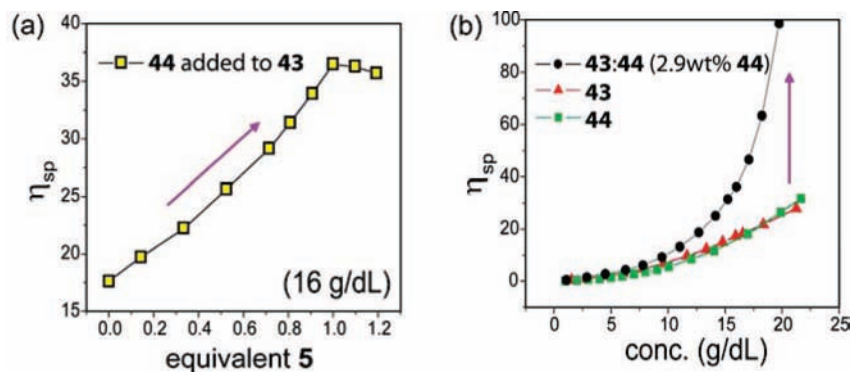 (a)
40
35
30
25
20
15
ηsp
44 added to 43
(16 g/dL)
0.0 0.2 0.4 0.6 0.8 1.0 1.2
equivalent 5
(b)
100
80
60
40
20
0
ηsp
43:44 (2.9wt% 44)
43
44
0 5 10 15 20 25
conc. (g/dL)